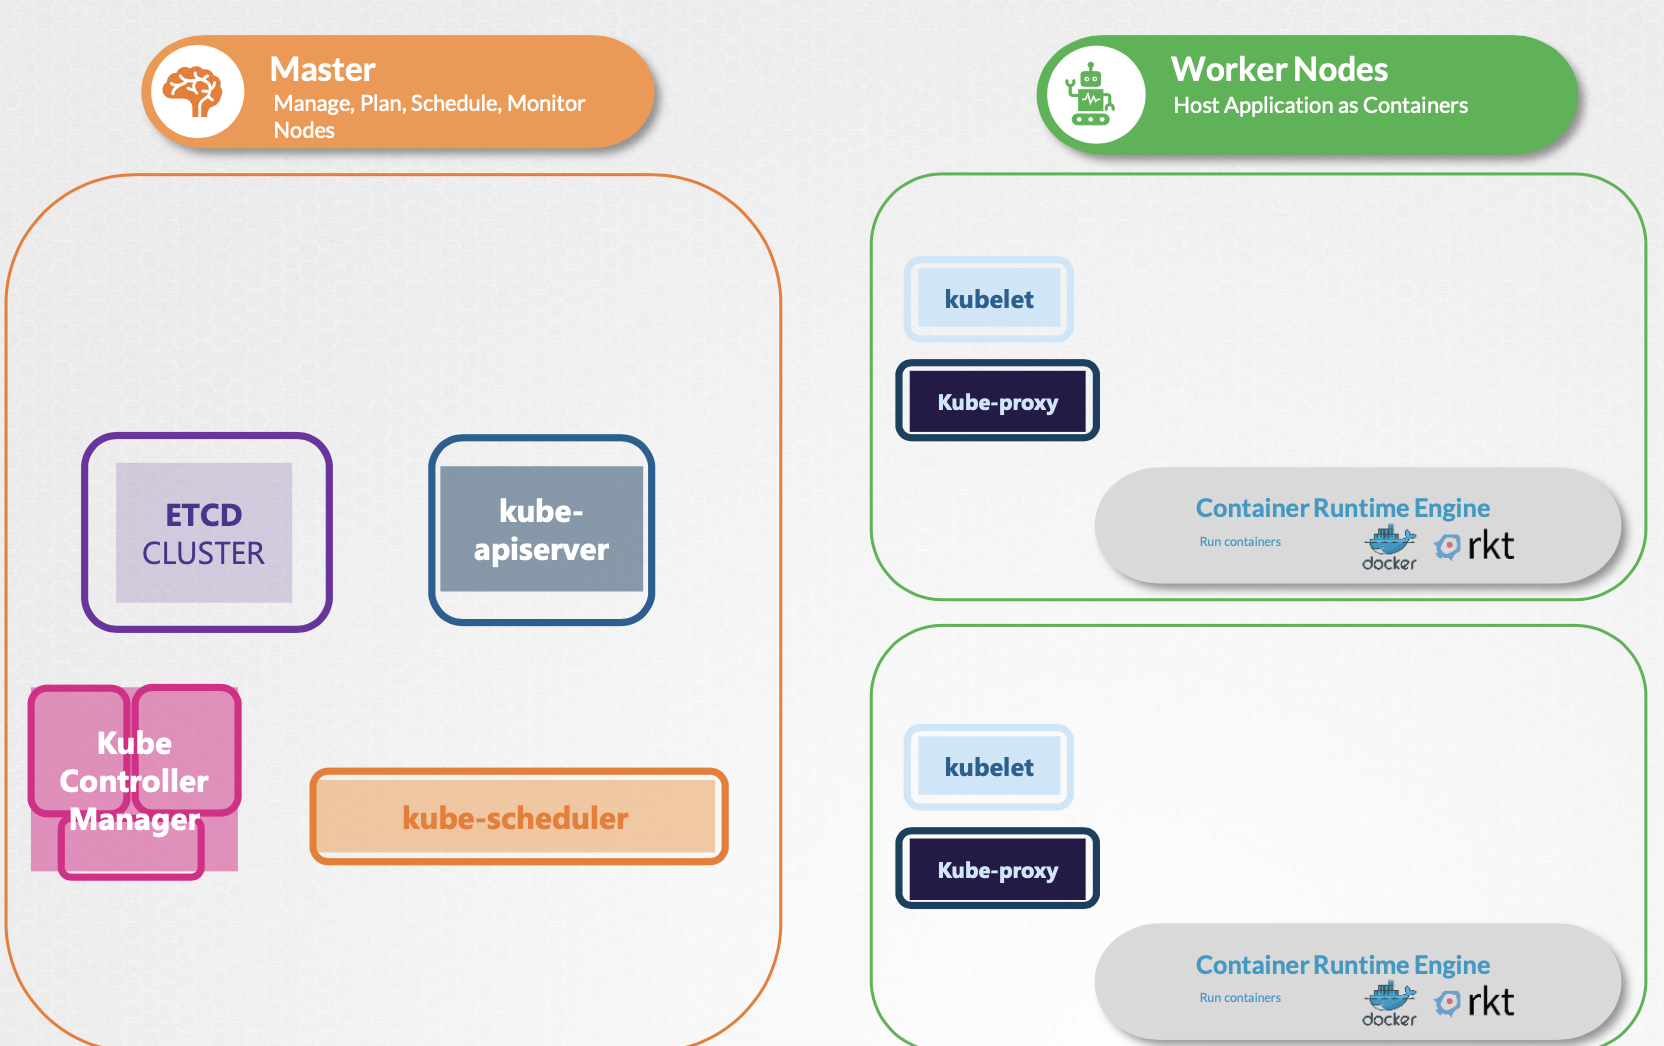 Master
Manage, Plan, Schedule, Monitor
Nodes
Worker Nodes
Host Application as Containers
ETCD
CLUSTER
kube-
apiserver
Kube
Controller
Manager
kube-scheduler
kubelet
Kube-proxy
Container Runtime Engine
Run containers
docker
rkt
kubelet
Kube-proxy
Container Runtime Engine
Run containers
docker
rkt